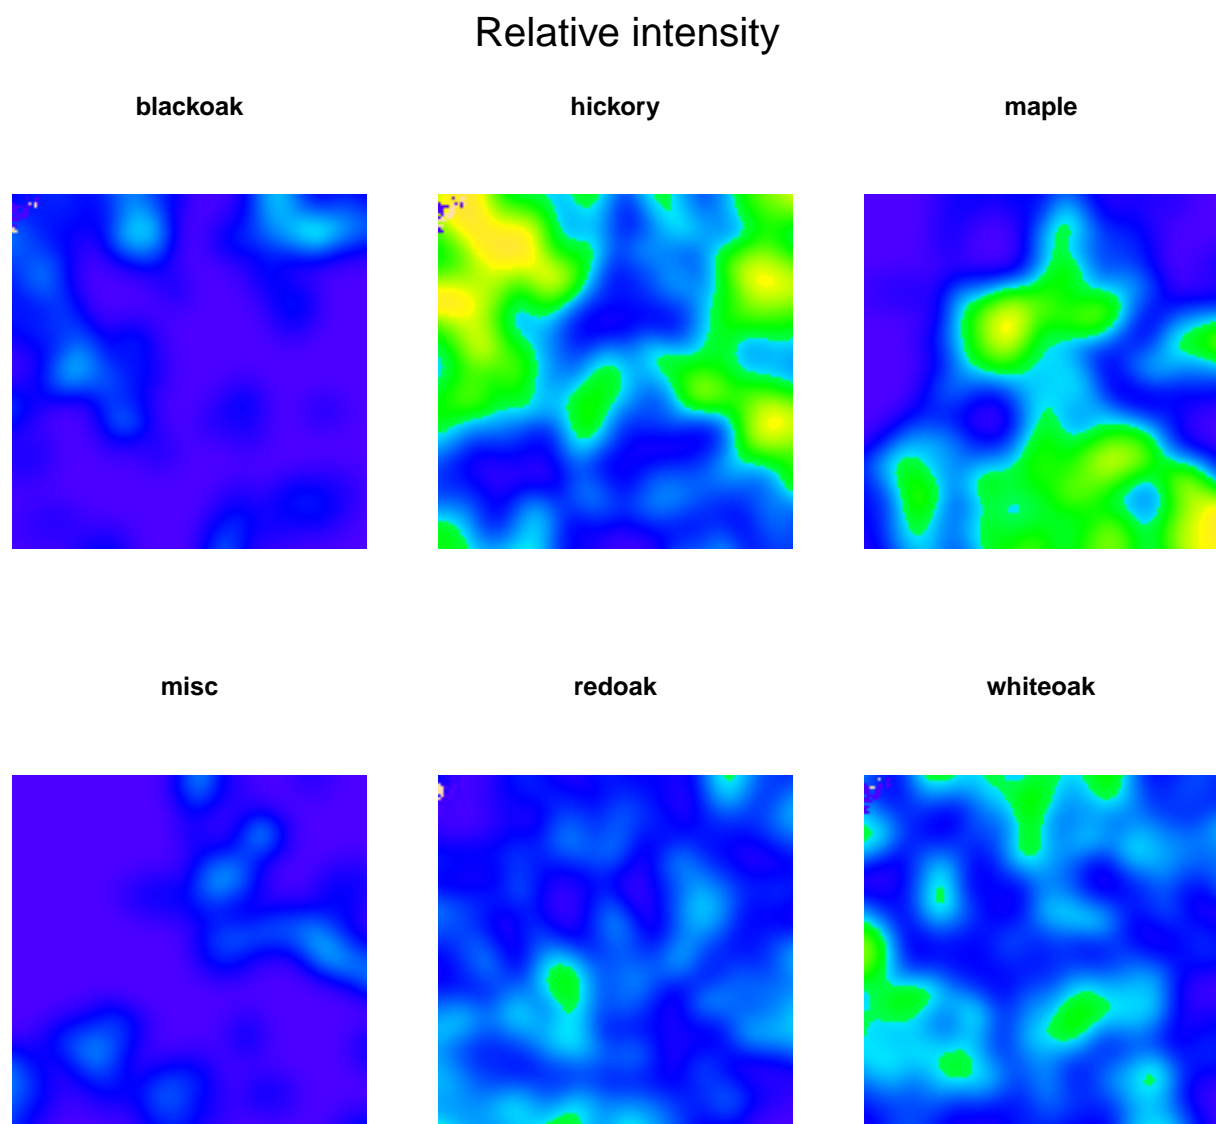 Relative intensity
blackoak
hickory
maple
misc
redoak
whiteoak